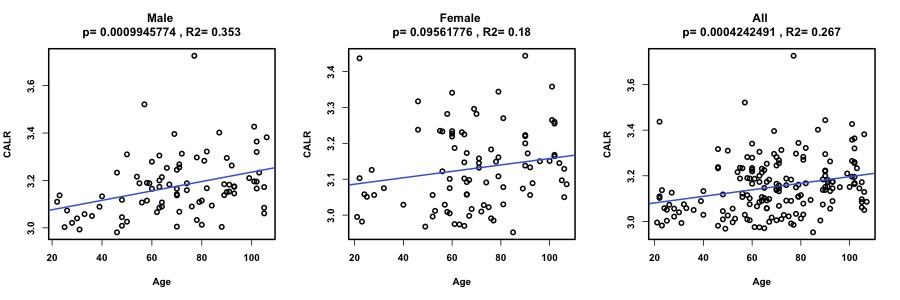 Male
p= 0.0009945774 , R2= 0.353
CALR
3.0
3.2
3.4
3.6
20
40
60
80
100
Age
Female
p= 0.09561776 , R2= 0.18
CALR
3.0
3.1
3.2
3.3
3.4
20
40
60
80
100
Age
All
p= 0.0004242491 , R2= 0.267
CALR
3.0
3.2
3.4
3.6
20
40
60
80
100
Age